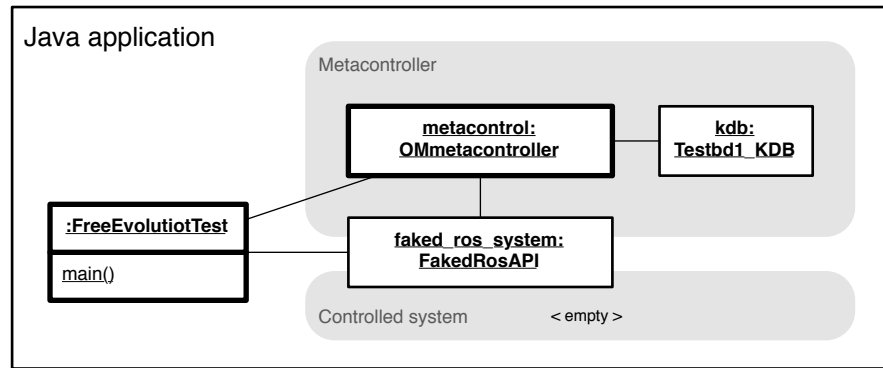 Java application
Metacontroller
metacontrol:
OMmetacontroller
kdb:
Testbd1_KDB
:FreeEvolutiotTest
main()
faked_ros_system:
FakedRosAPI
Controlled system
< empty >